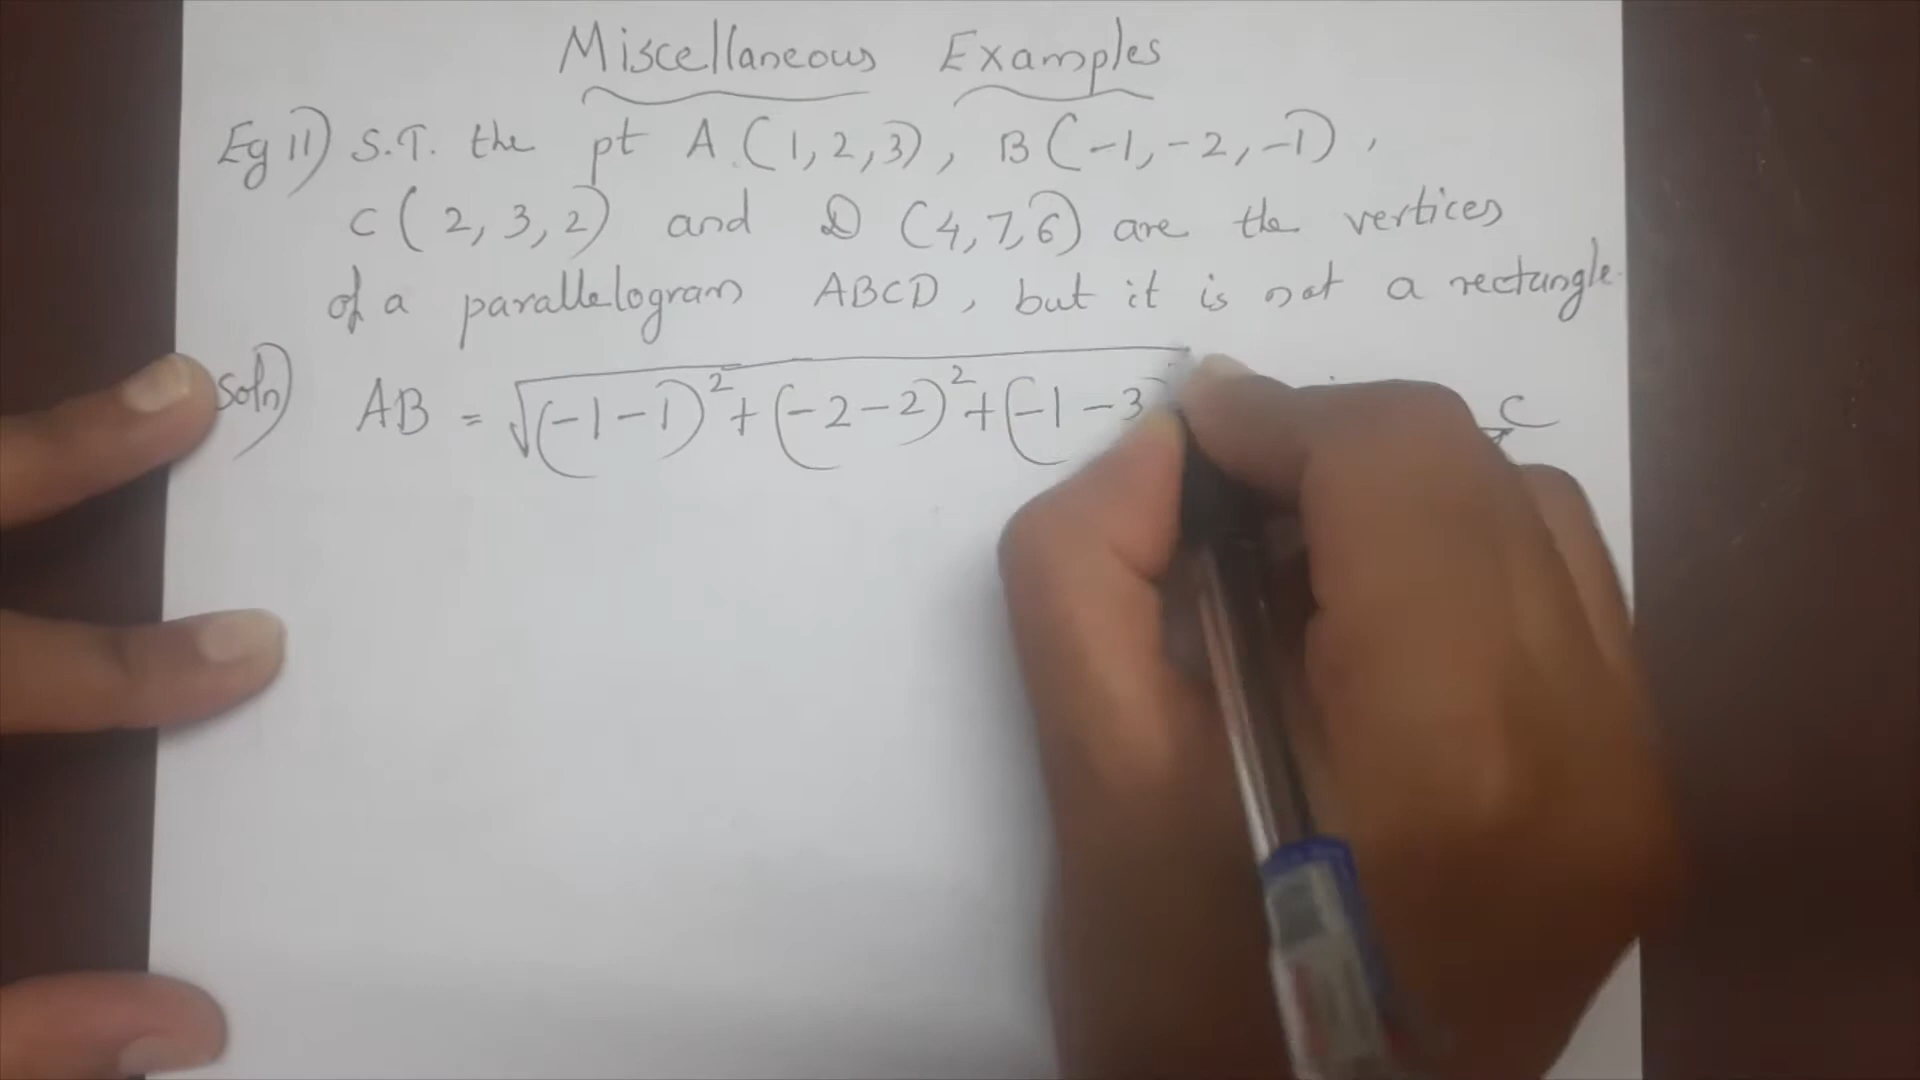 Miscellaneous Examples
Eg 11) S.T. the pt A (1, 2, 3), B (-1, -2, -1),
C (2, 3, 2) and D (4, 7, 6) are the vertices
of a parallelogram ABCD, but it is not a rectangle.
Soln) AB = √(-1-1)²+(-2-2)²+(-1-3 C